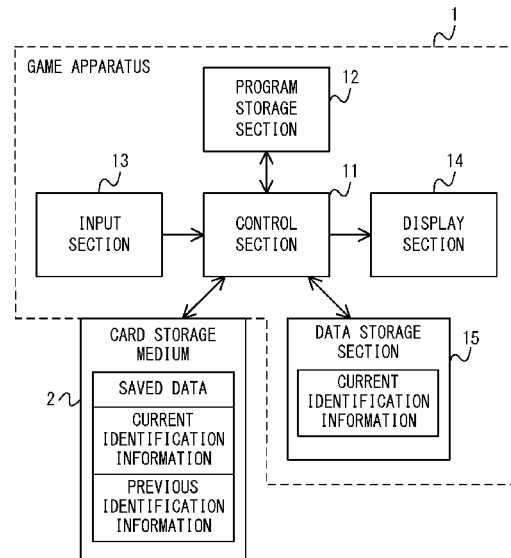 1
GAME APPARATUS
12
PROGRAM
STORAGE
SECTION
13
11
14
INPUT
SECTION
CONTROL
SECTION
DISPLAY
SECTION
CARD STORAGE
MEDIUM
2
SAVED DATA
CURRENT
IDENTIFICATION
INFORMATION
PREVIOUS
IDENTIFICATION
INFORMATION
DATA STORAGE
SECTION
15
CURRENT
IDENTIFICATION
INFORMATION